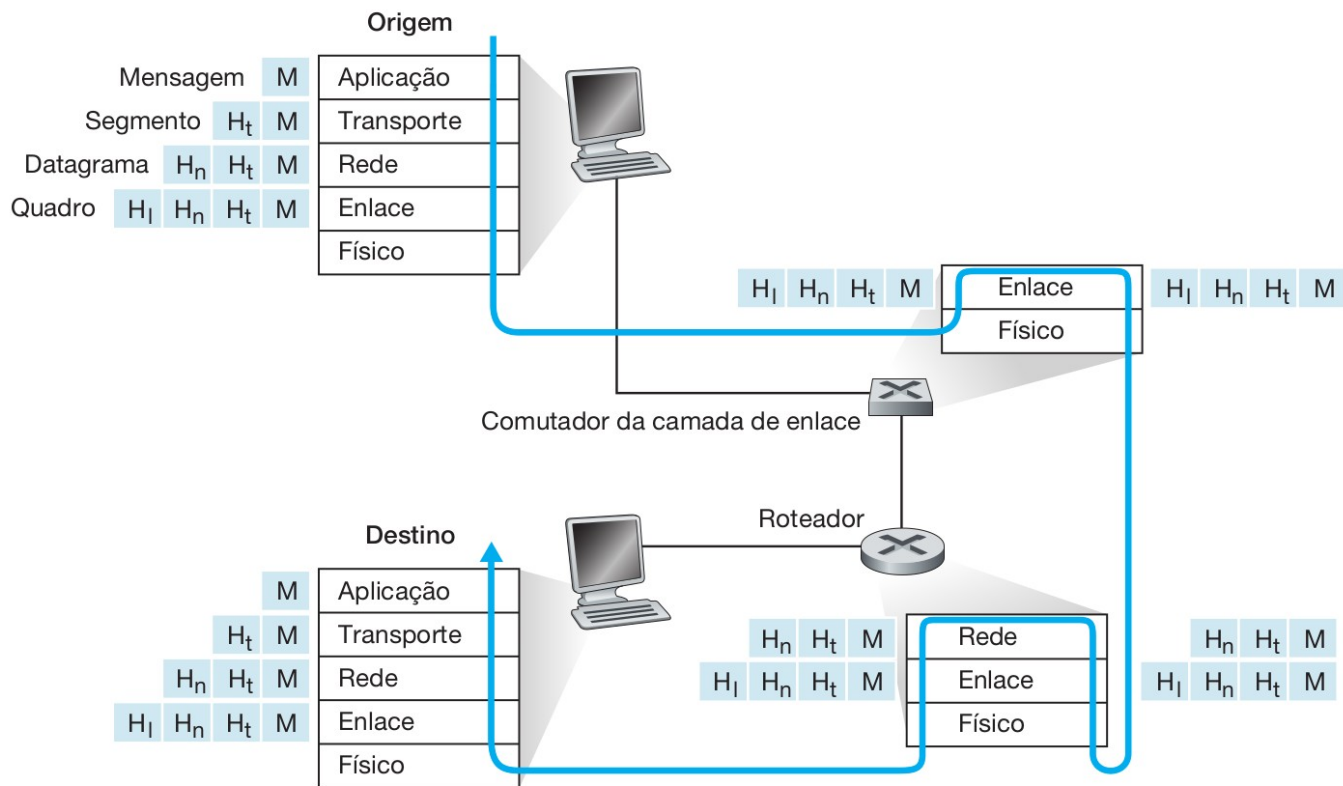 Origem
Mensagem M Aplicação
Segmento Ht M Transporte
Datagrama Hn Ht M Rede
Quadro Hl Hn Ht M Enlace
Físico
Hl Hn Ht M Enlace Hl Hn Ht M
Físico
Comutador da camada de enlace
Roteador
Destino
M Aplicação
Ht M Transporte
Hn Ht M Rede
Hl Hn Ht M Enlace
Físico
Hn Ht M Rede Hn Ht M
Hl Hn Ht M Enlace Hl Hn Ht M
Físico